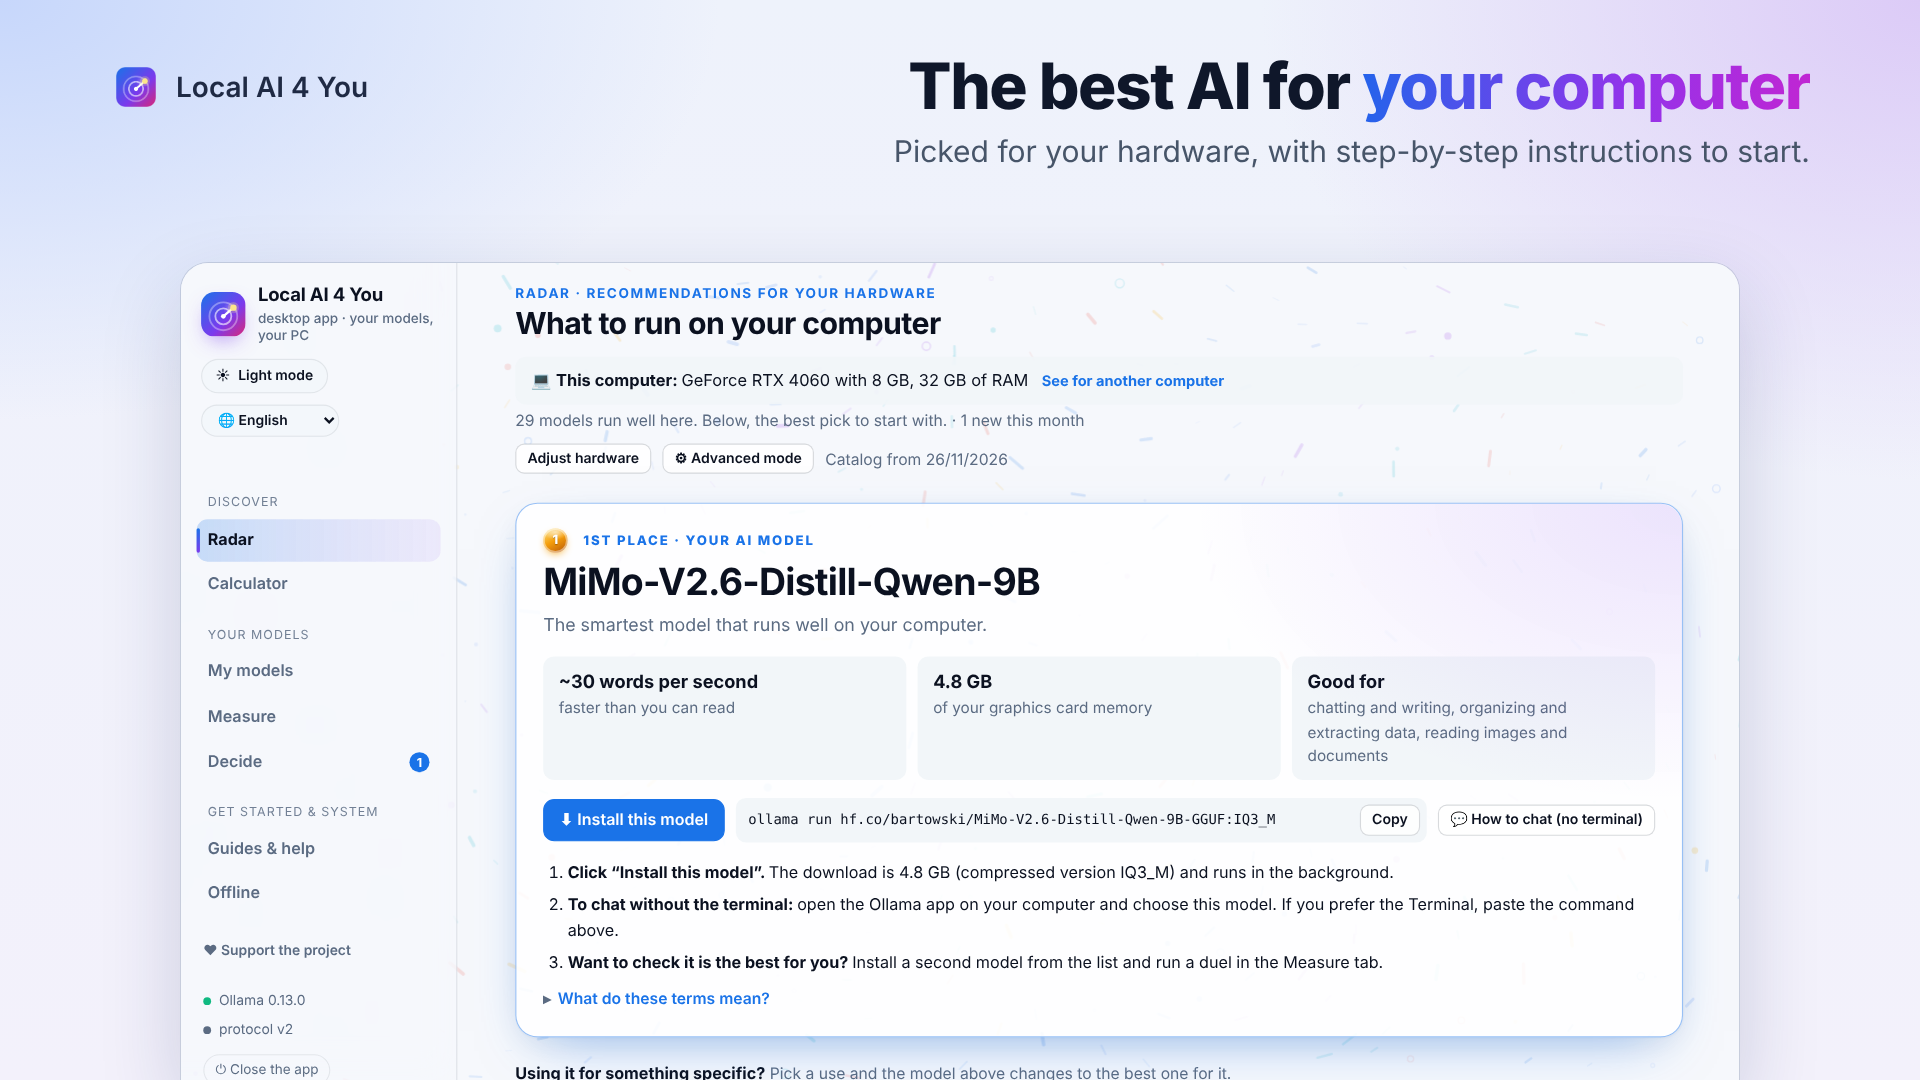 Local AI 4 You
The best AI for your computer
Picked for your hardware, with step-by-step instructions to start.
Local AI 4 You
desktop app · your models,
your PC
☀ Light mode
🌐 English
DISCOVER
Radar
Calculator
YOUR MODELS
My models
Measure
Decide 1
GET STARTED & SYSTEM
Guides & help
Offline
♥ Support the project
Ollama 0.13.0
protocol v2
⏻ Close the app
RADAR · RECOMMENDATIONS FOR YOUR HARDWARE
What to run on your computer
💻 This computer: GeForce RTX 4060 with 8 GB, 32 GB of RAM See for another computer
29 models run well here. Below, the best pick to start with. · 1 new this month
Adjust hardware ⚙ Advanced mode Catalog from 26/11/2026
1 1ST PLACE · YOUR AI MODEL
MiMo-V2.6-Distill-Qwen-9B
The smartest model that runs well on your computer.
~30 words per second
faster than you can read
4.8 GB
of your graphics card memory
Good for
chatting and writing, organizing and
extracting data, reading images and
documents
⬇ Install this model ollama run hf.co/bartowski/MiMo-V2.6-Distill-Qwen-9B-GGUF:IQ3_M Copy 💬 How to chat (no terminal)
1. Click “Install this model”. The download is 4.8 GB (compressed version IQ3_M) and runs in the background.
2. To chat without the terminal: open the Ollama app on your computer and choose this model. If you prefer the Terminal, paste the command
above.
3. Want to check it is the best for you? Install a second model from the list and run a duel in the Measure tab.
▶ What do these terms mean?
Using it for something specific? Pick a use and the model above changes to the best one for it.